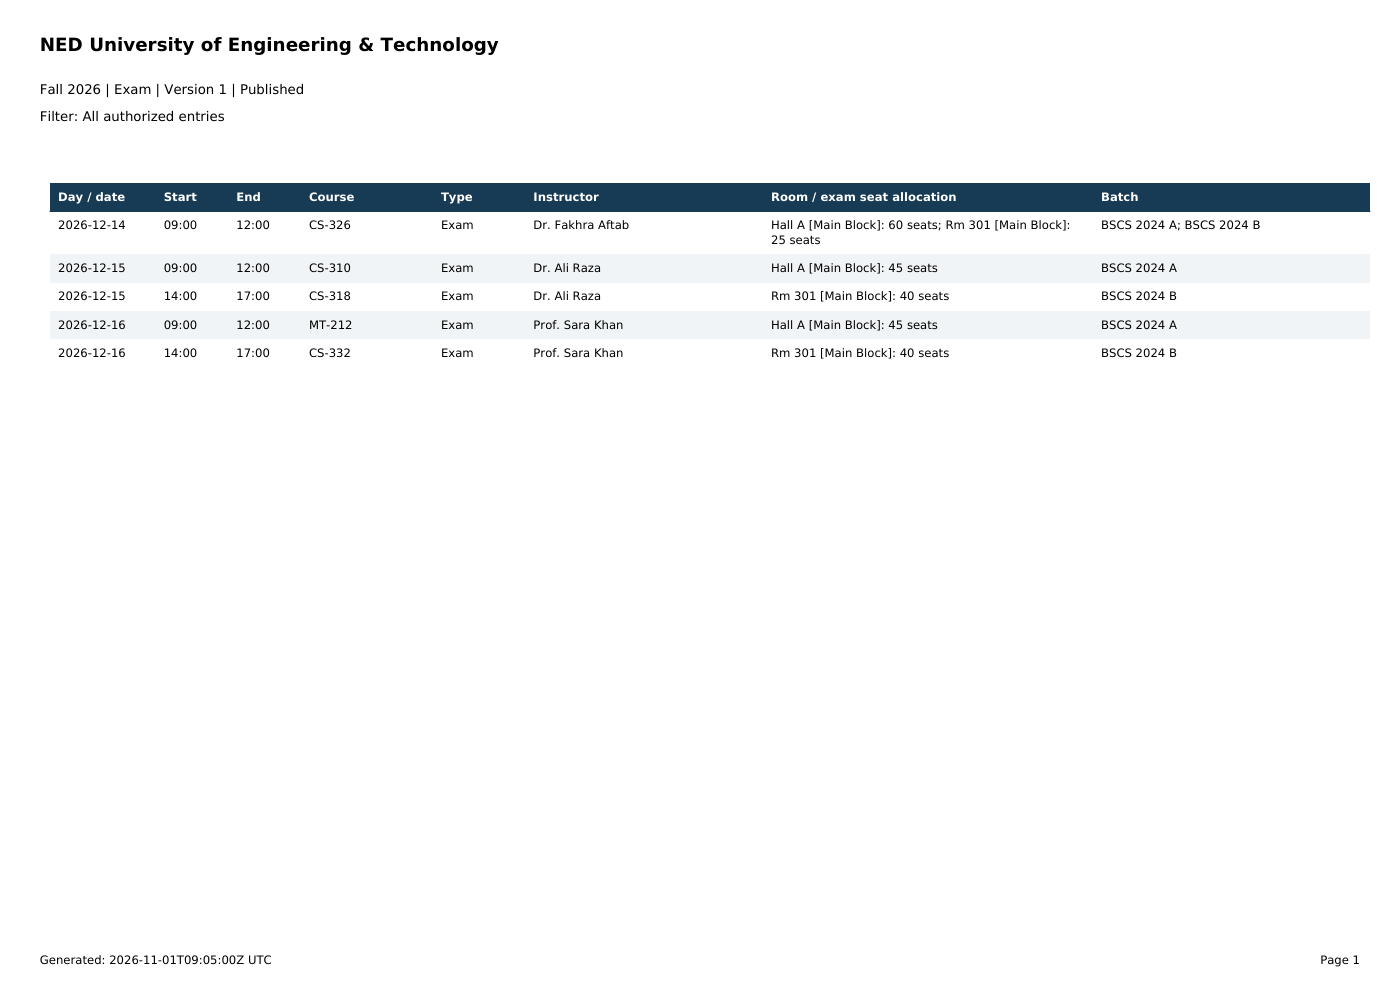 NED University of Engineering & Technology
Fall 2026 | Exam | Version 1 | Published
Filter: All authorized entries
Day / date Start End Course Type Instructor Room / exam seat allocation Batch
2026-12-14 09:00 12:00 CS-326 Exam Dr. Fakhra Aftab Hall A [Main Block]: 60 seats; Rm 301 [Main Block]: BSCS 2024 A; BSCS 2024 B
25 seats
2026-12-15 09:00 12:00 CS-310 Exam Dr. Ali Raza Hall A [Main Block]: 45 seats BSCS 2024 A
2026-12-15 14:00 17:00 CS-318 Exam Dr. Ali Raza Rm 301 [Main Block]: 40 seats BSCS 2024 B
2026-12-16 09:00 12:00 MT-212 Exam Prof. Sara Khan Hall A [Main Block]: 45 seats BSCS 2024 A
2026-12-16 14:00 17:00 CS-332 Exam Prof. Sara Khan Rm 301 [Main Block]: 40 seats BSCS 2024 B
Generated: 2026-11-01T09:05:00Z UTC Page 1